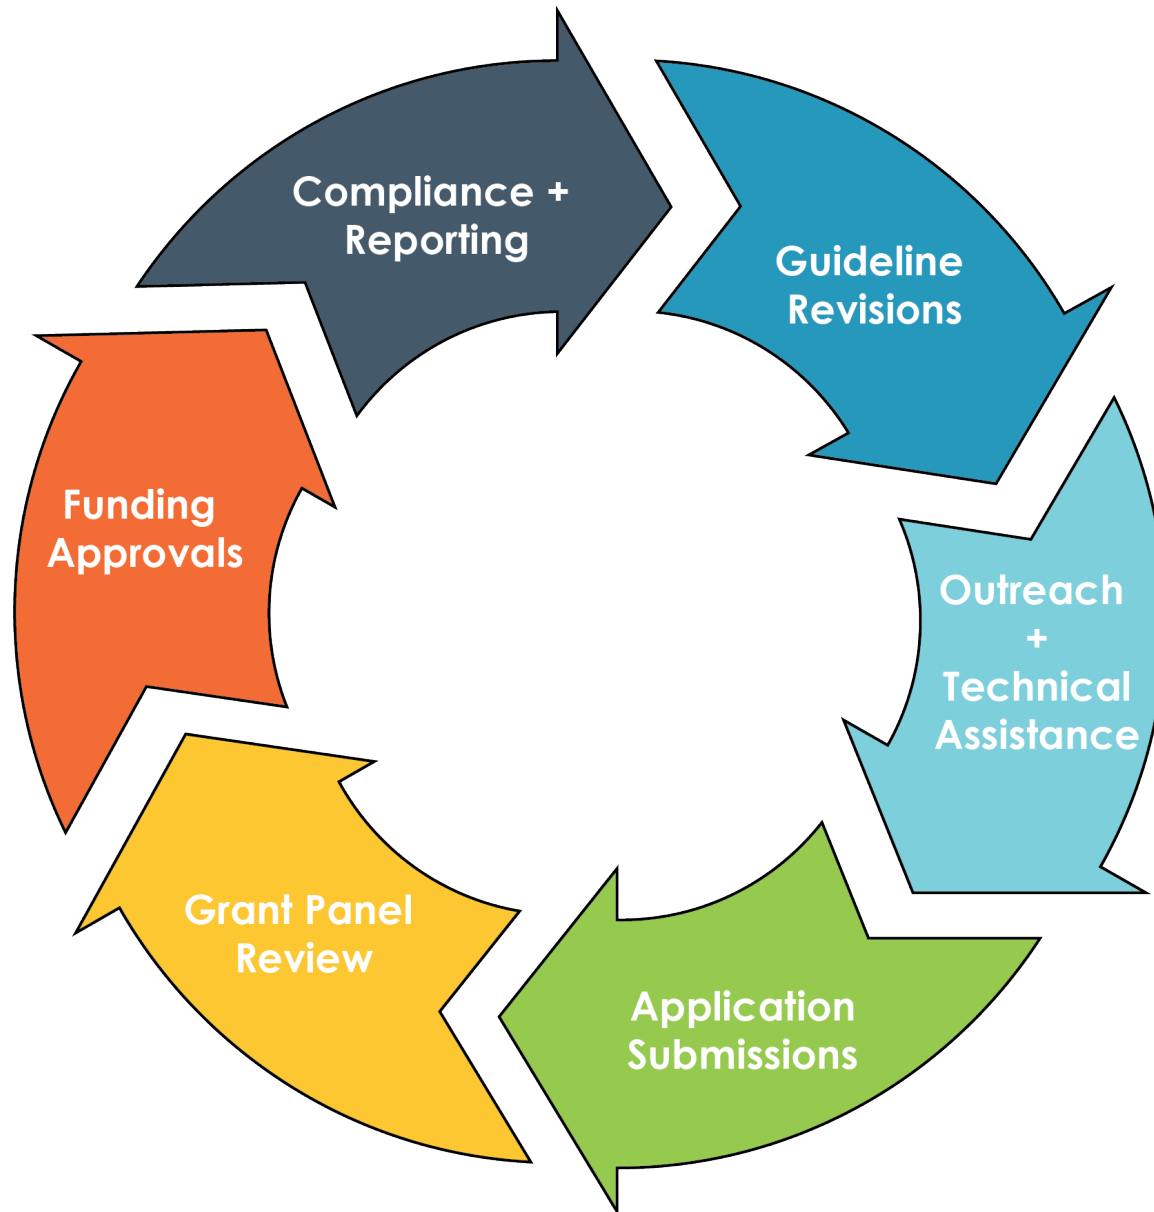 Compliance +
Reporting
Guideline
Revisions
Outreach
+
Technical
Assistance
Application
Submissions
Grant Panel
Review
Funding
Approvals